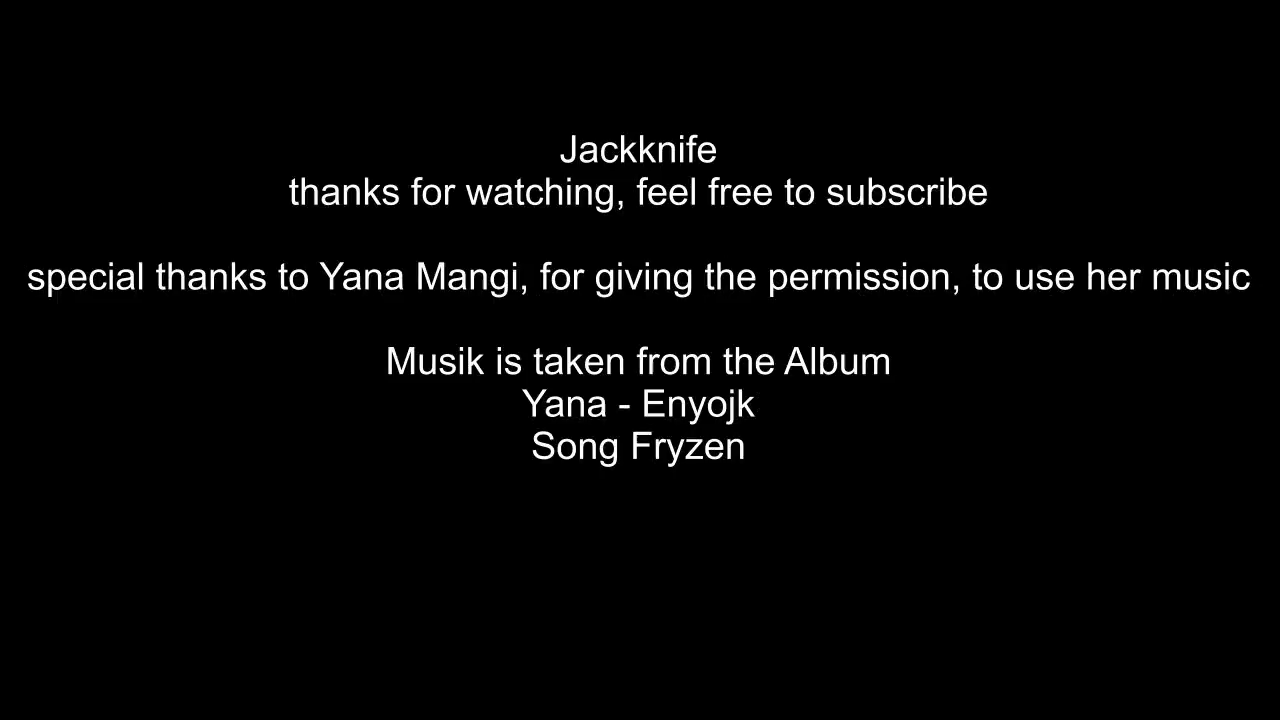 Jackknife
thanks for watching, feel free to subscribe
special thanks to Yana Mangi, for giving the permission, to use her music
Musik is taken from the Album
Yana - Enyojk
Song Fryzen